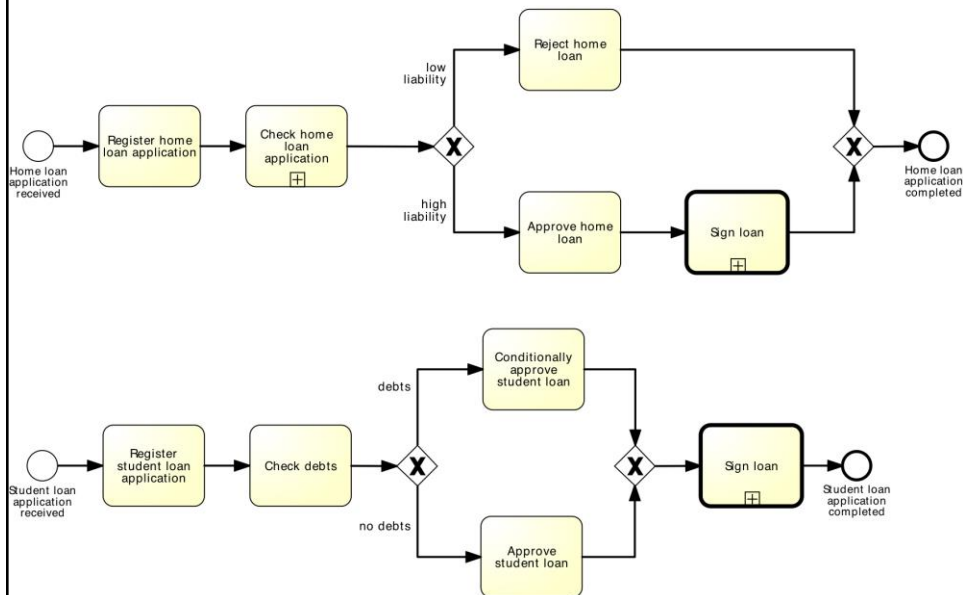 Home loan
application
received
Register home
loan application
Check home
loan
application
low
liability
high
liability
Reject home
loan
Approve home
loan
Sign loan
Home loan
application
completed
Student loan
application
received
Register
student loan
application
Check debts
debts
no debts
Conditionally
approve
student loan
Approve
student loan
Sign loan
Student loan
application
completed